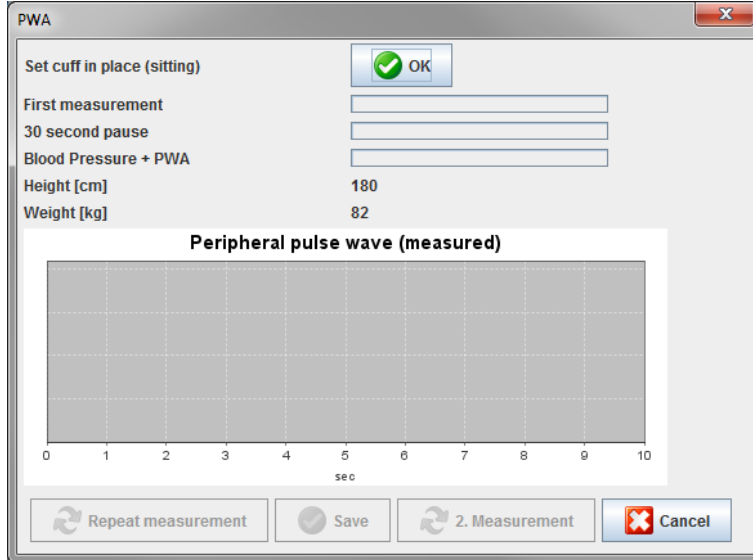 PWA
Set cuff in place (sitting) OK
First measurement
30 second pause
Blood Pressure + PWA
Height [cm] 180
Weight [kg] 82
Peripheral pulse wave (measured)
0 1 2 3 4 5 6 7 8 9 10
sec
Repeat measurement Save 2. Measurement Cancel